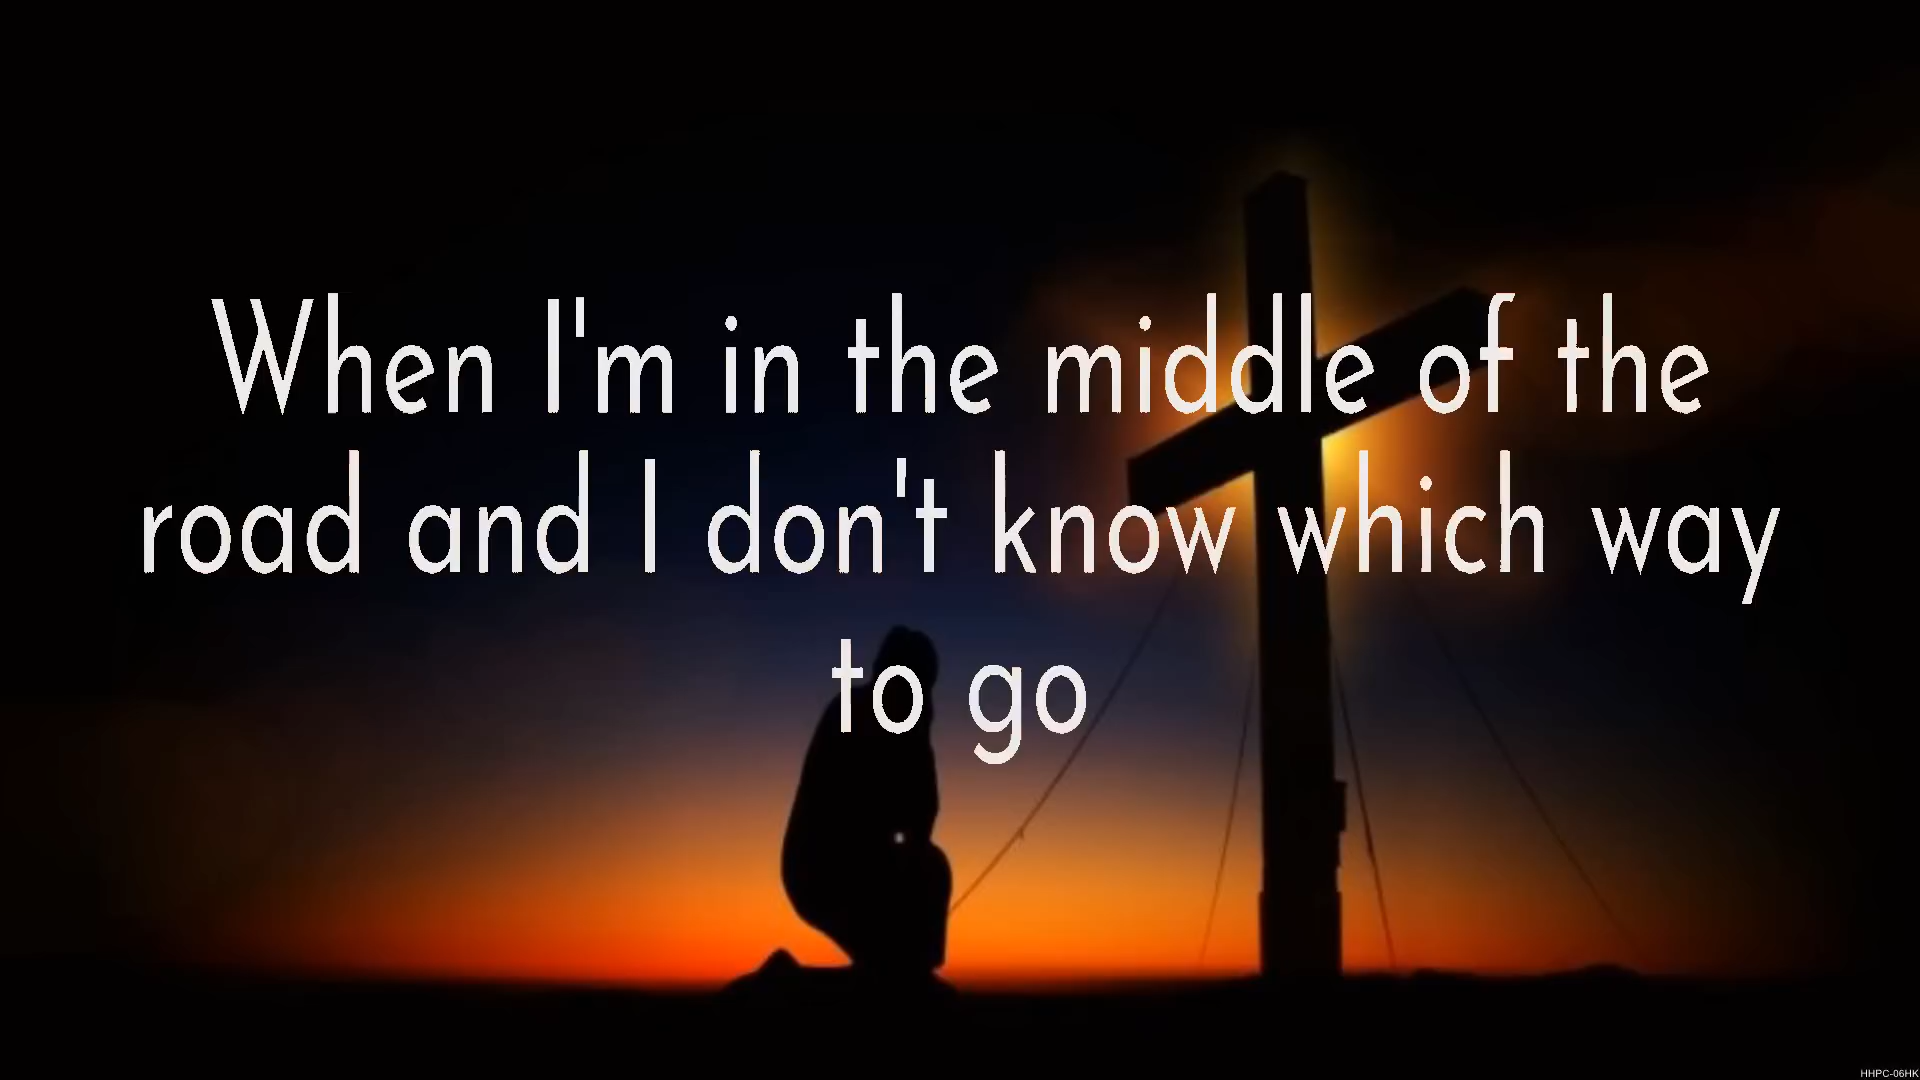 When I'm in the middle of the
road and I don't know which way
to go
HHPC-06HK